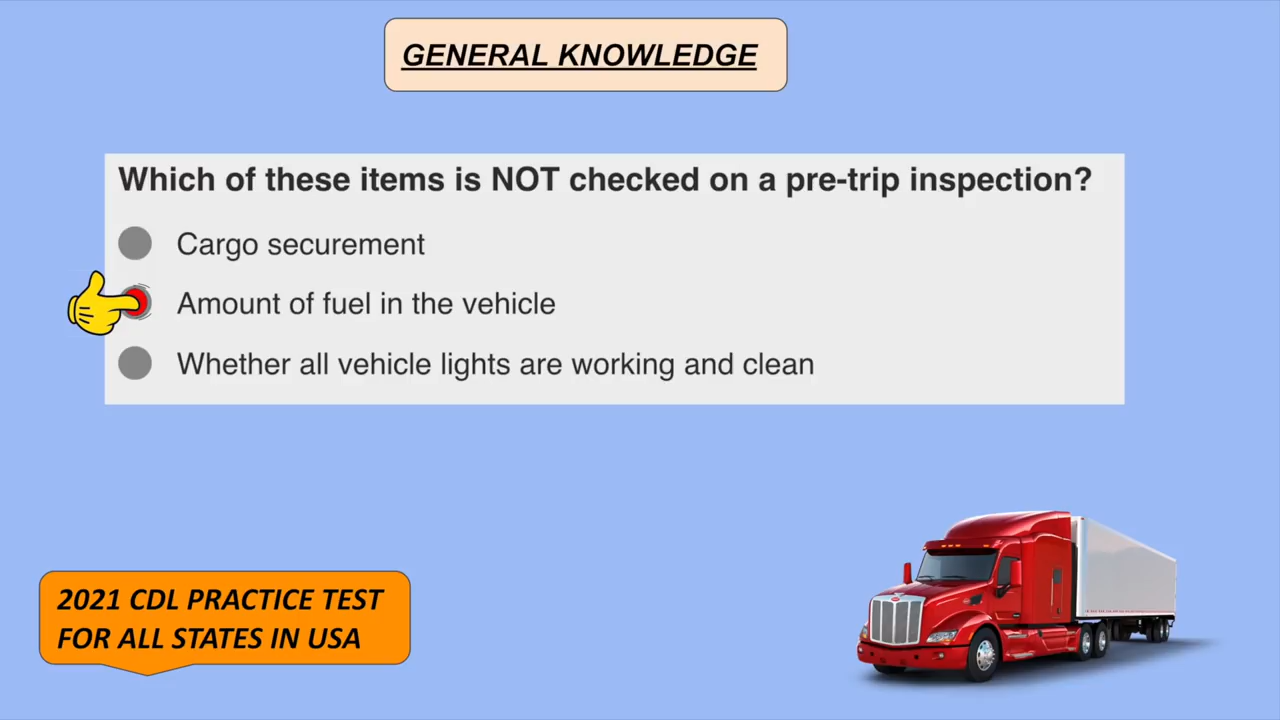 GENERAL KNOWLEDGE
Which of these items is NOT checked on a pre-trip inspection?
Cargo securement
Amount of fuel in the vehicle
Whether all vehicle lights are working and clean
2021 CDL PRACTICE TEST
FOR ALL STATES IN USA